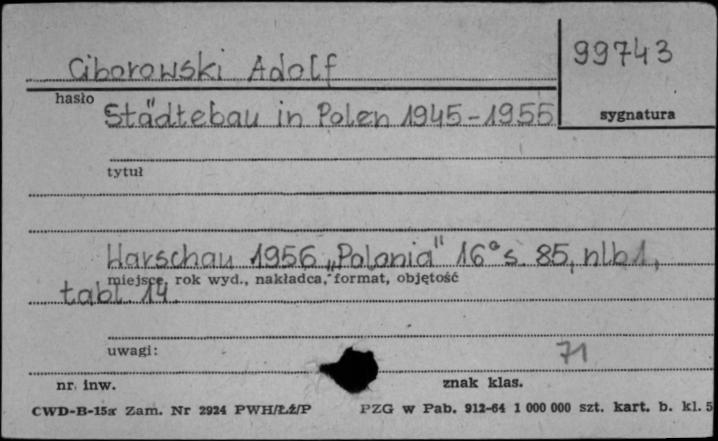 99743
Ciborowski Adolf
hasło
Städtebau in Polen 1945-1955
sygnatura
tytuł
Warschau 1956 „Polonia" 16° s. 85, nlb 1,
miejsce, rok wyd., nakładca, format, objętość
tabl. 14.
uwagi:
71
nr. inw.
znak klas.
CWD-B-15a Zam. Nr 2924 PWH/Łż/P
PZG w Pab. 912-64 1 000 000 szt. kart. b. kl. 5